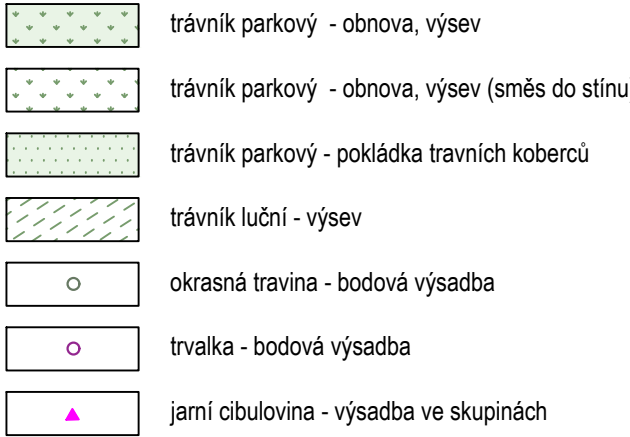 trávník parkový - obnova, výsev
trávník parkový - obnova, výsev (směs do stínu
trávník parkový - pokládka travních koberců
trávník luční - výsev
okrasná travina - bodová výsadba
trvalka - bodová výsadba
jarní cibulovina - výsadba ve skupinách